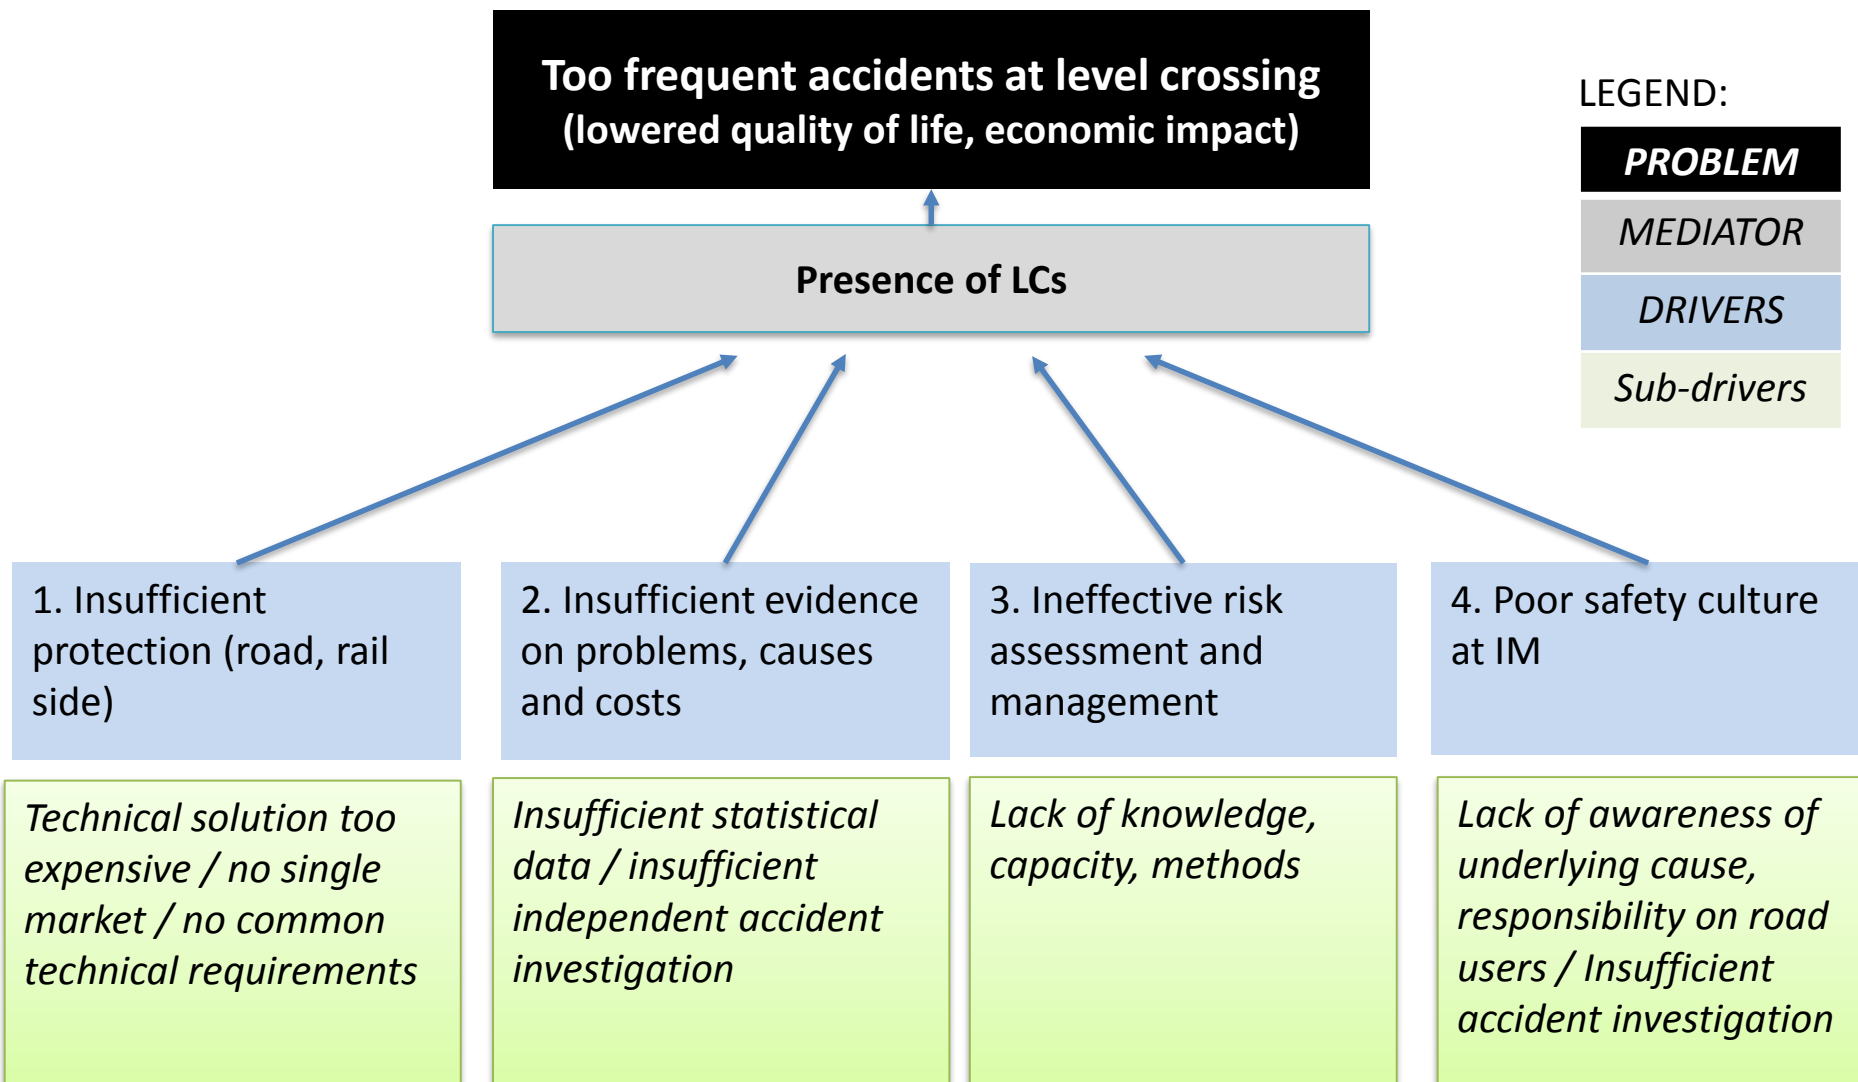 Too frequent accidents at level crossing
(lowered quality of life, economic impact)
LEGEND:
PROBLEM
MEDIATOR
DRIVERS
Sub-drivers
Presence of LCs
1. Insufficient
protection (road, rail
side)
2. Insufficient evidence
on problems, causes
and costs
3. Ineffective risk
assessment and
management
4. Poor safety culture
at IM
Technical solution too
expensive / no single
market / no common
technical requirements
Insufficient statistical
data / insufficient
independent accident
investigation
Lack of knowledge,
capacity, methods
Lack of awareness of
underlying cause,
responsibility on road
users / Insufficient
accident investigation